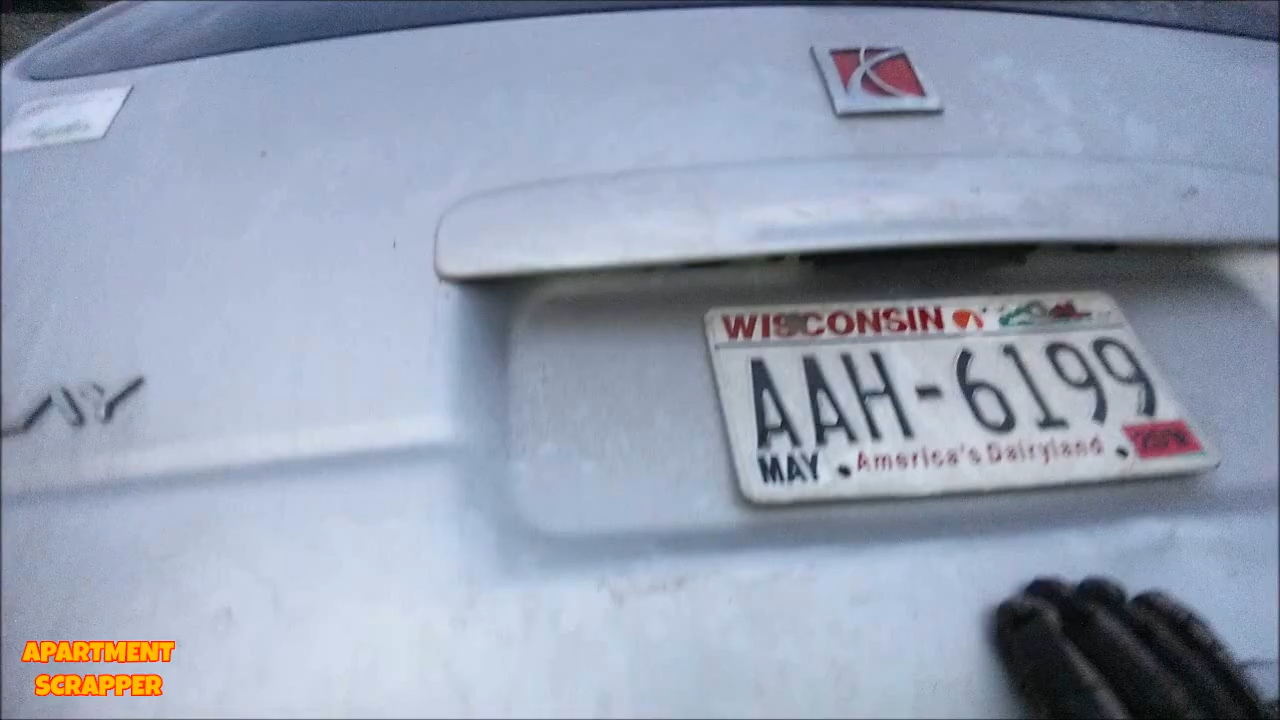 WISCONSIN
AAH-6199
MAY America's Dairyland
APARTMENT
SCRAPPER